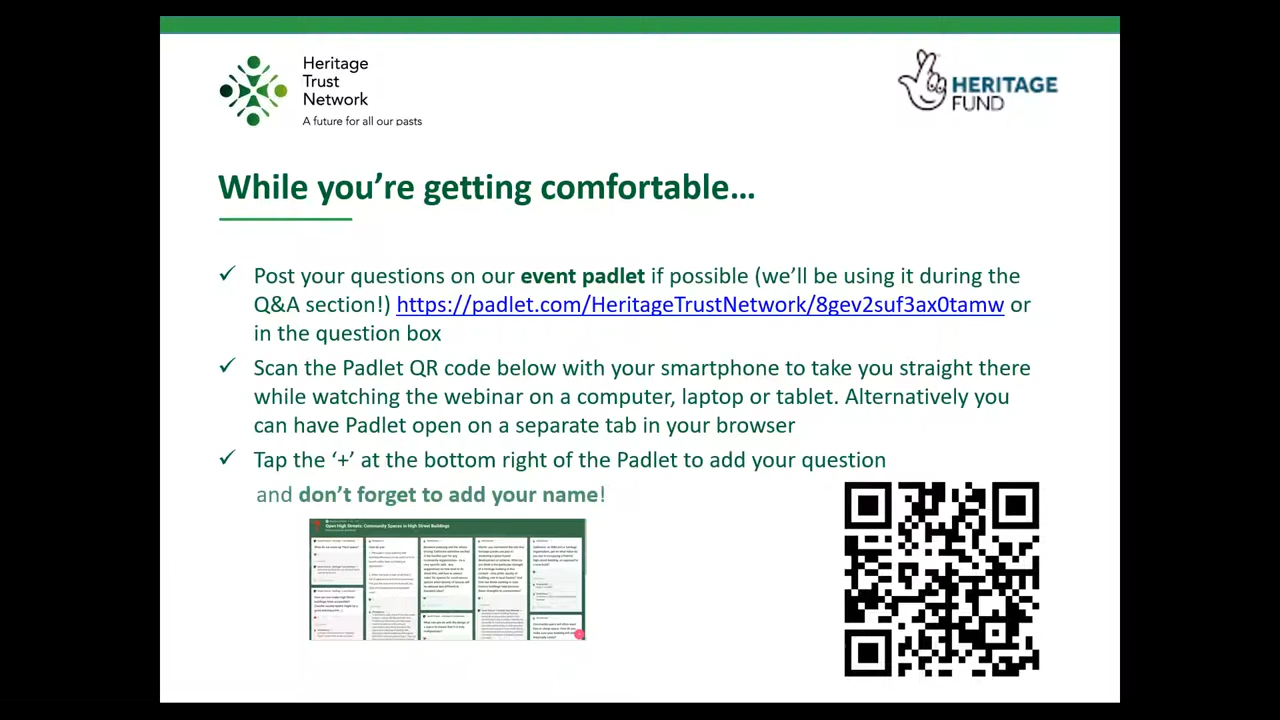 Heritage
Trust
Network
A future for all our pasts
HERITAGE
FUND
While you're getting comfortable…
✓ Post your questions on our event padlet if possible (we'll be using it during the
Q&A section!) https://padlet.com/HeritageTrustNetwork/8gev2suf3ax0tamw or
in the question box
✓ Scan the Padlet QR code below with your smartphone to take you straight there
while watching the webinar on a computer, laptop or tablet. Alternatively you
can have Padlet open on a separate tab in your browser
✓ Tap the '+' at the bottom right of the Padlet to add your question
and don't forget to add your name!
Open High Streets: Community Spaces in High Street Buildings